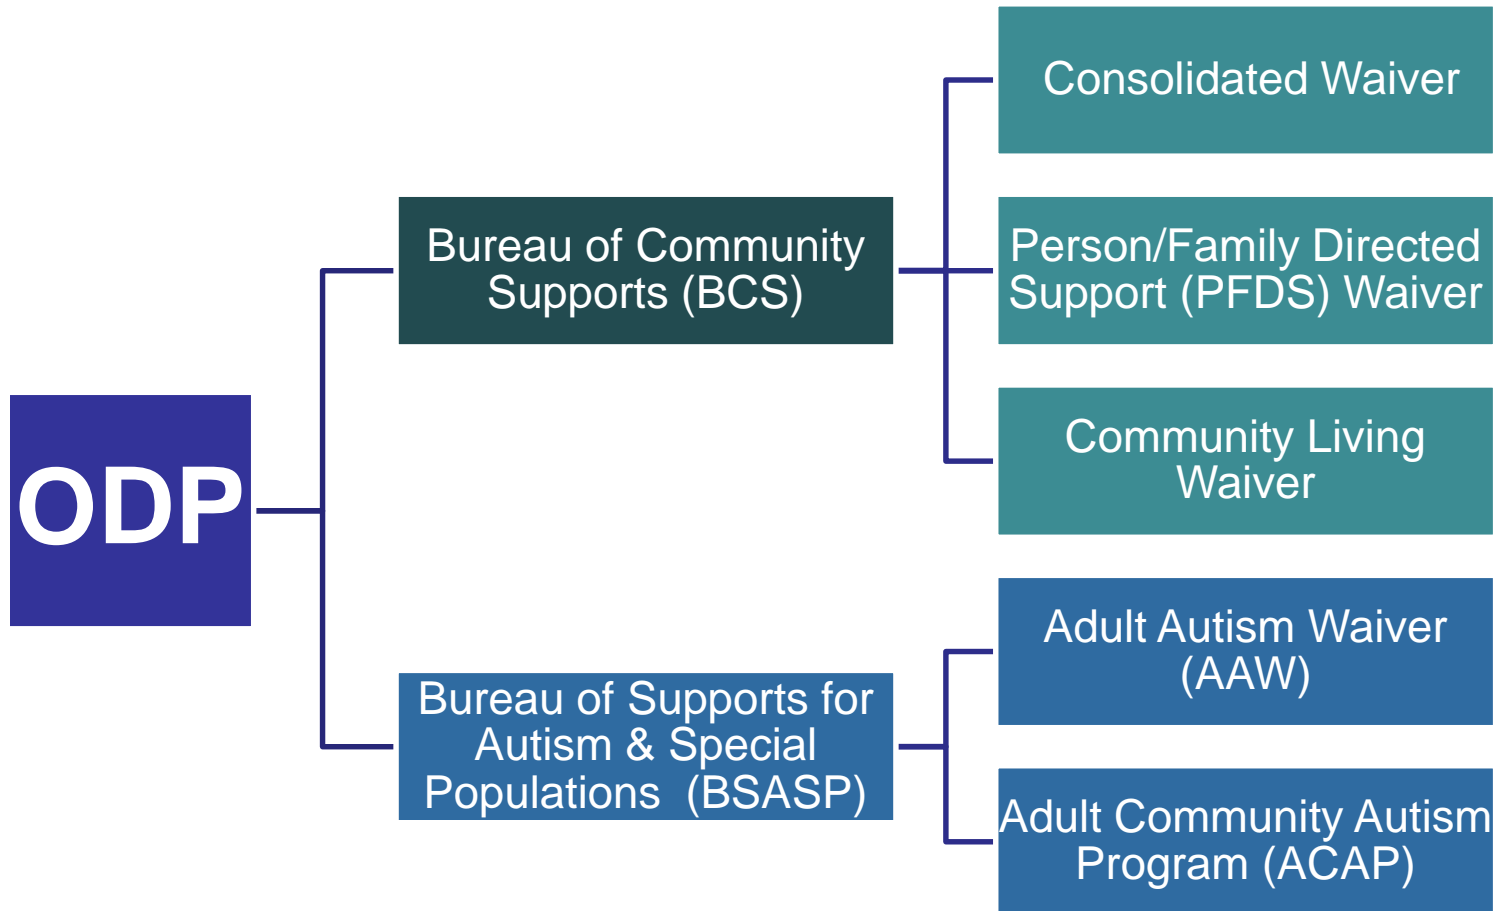 ODP
Bureau of Community
Supports (BCS)
Consolidated Waiver
Person/Family Directed
Support (PFDS) Waiver
Community Living
Waiver
Bureau of Supports for
Autism & Special
Populations  (BSASP)
Adult Autism Waiver
(AAW)
Adult Community Autism
Program (ACAP)